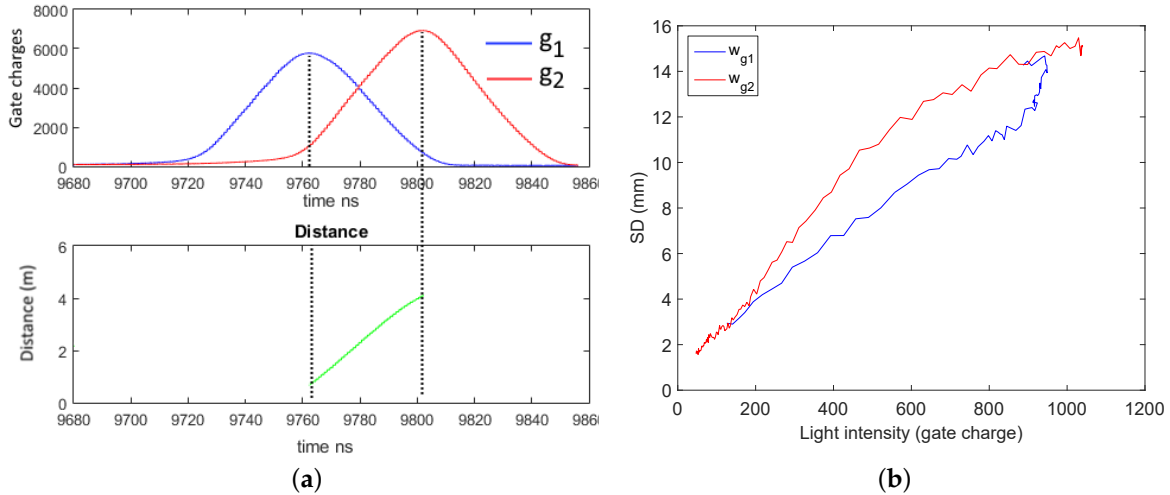 8000
6000
4000
2000
0
Gate charges
g1
g2
9680 9700 9720 9740 9760 9780 9800 9820 9840 9860
time ns
Distance
6
4
2
0
Distance (m)
9680 9700 9720 9740 9760 9780 9800 9820 9840 9860
time ns
(a)
16
14
12
10
8
6
4
2
0
SD (mm)
wg1
wg2
0 200 400 600 800 1000 1200
Light intensity (gate charge)
(b)